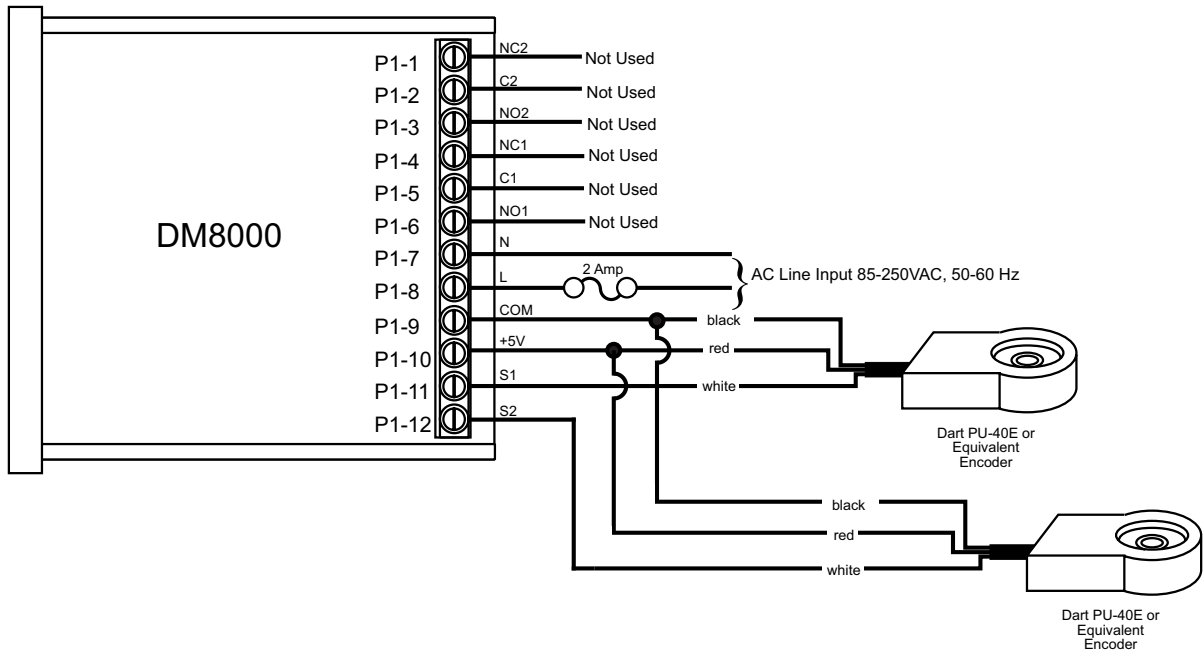 DM8000
P1-1
NC2
Not Used
P1-2
C2
Not Used
P1-3
NO2
Not Used
P1-4
NC1
Not Used
P1-5
C1
Not Used
P1-6
NO1
Not Used
P1-7
N
P1-8
L
2 Amp
AC Line Input 85-250VAC, 50-60 Hz
P1-9
COM
black
P1-10
+5V
red
P1-11
S1
white
P1-12
S2
Dart PU-40E or
Equivalent
Encoder
black
red
white
Dart PU-40E or
Equivalent
Encoder